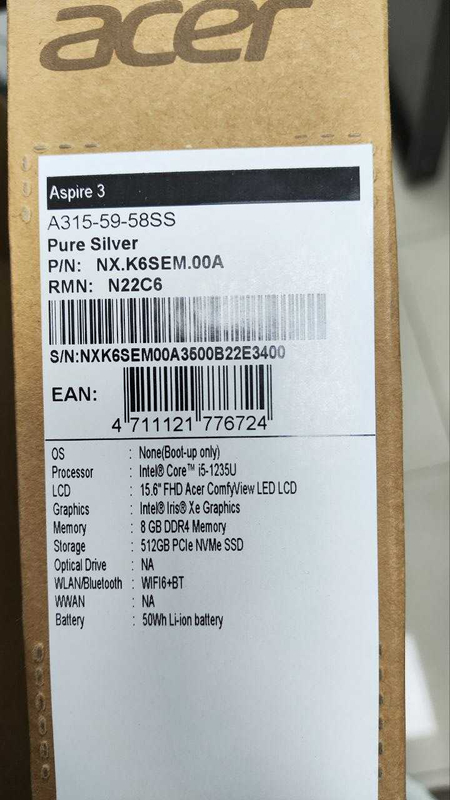 acer
Aspire 3
A315-59-58SS
Pure Silver
P/N: NX.K6SEM.00A
RMN: N22C6
S/N:NXK6SEM00A3500B22E3400
EAN:
4 711121 776724
OS : None(Boot-up only)
Processor : Intel® Core™ i5-1235U
LCD : 15.6" FHD Acer ComfyView LED LCD
Graphics : Intel® Iris® Xe Graphics
Memory : 8 GB DDR4 Memory
Storage : 512GB PCIe NVMe SSD
Optical Drive : NA
WLAN/Bluetooth : WIFI6+BT
WWAN : NA
Battery : 50Wh Li-ion battery